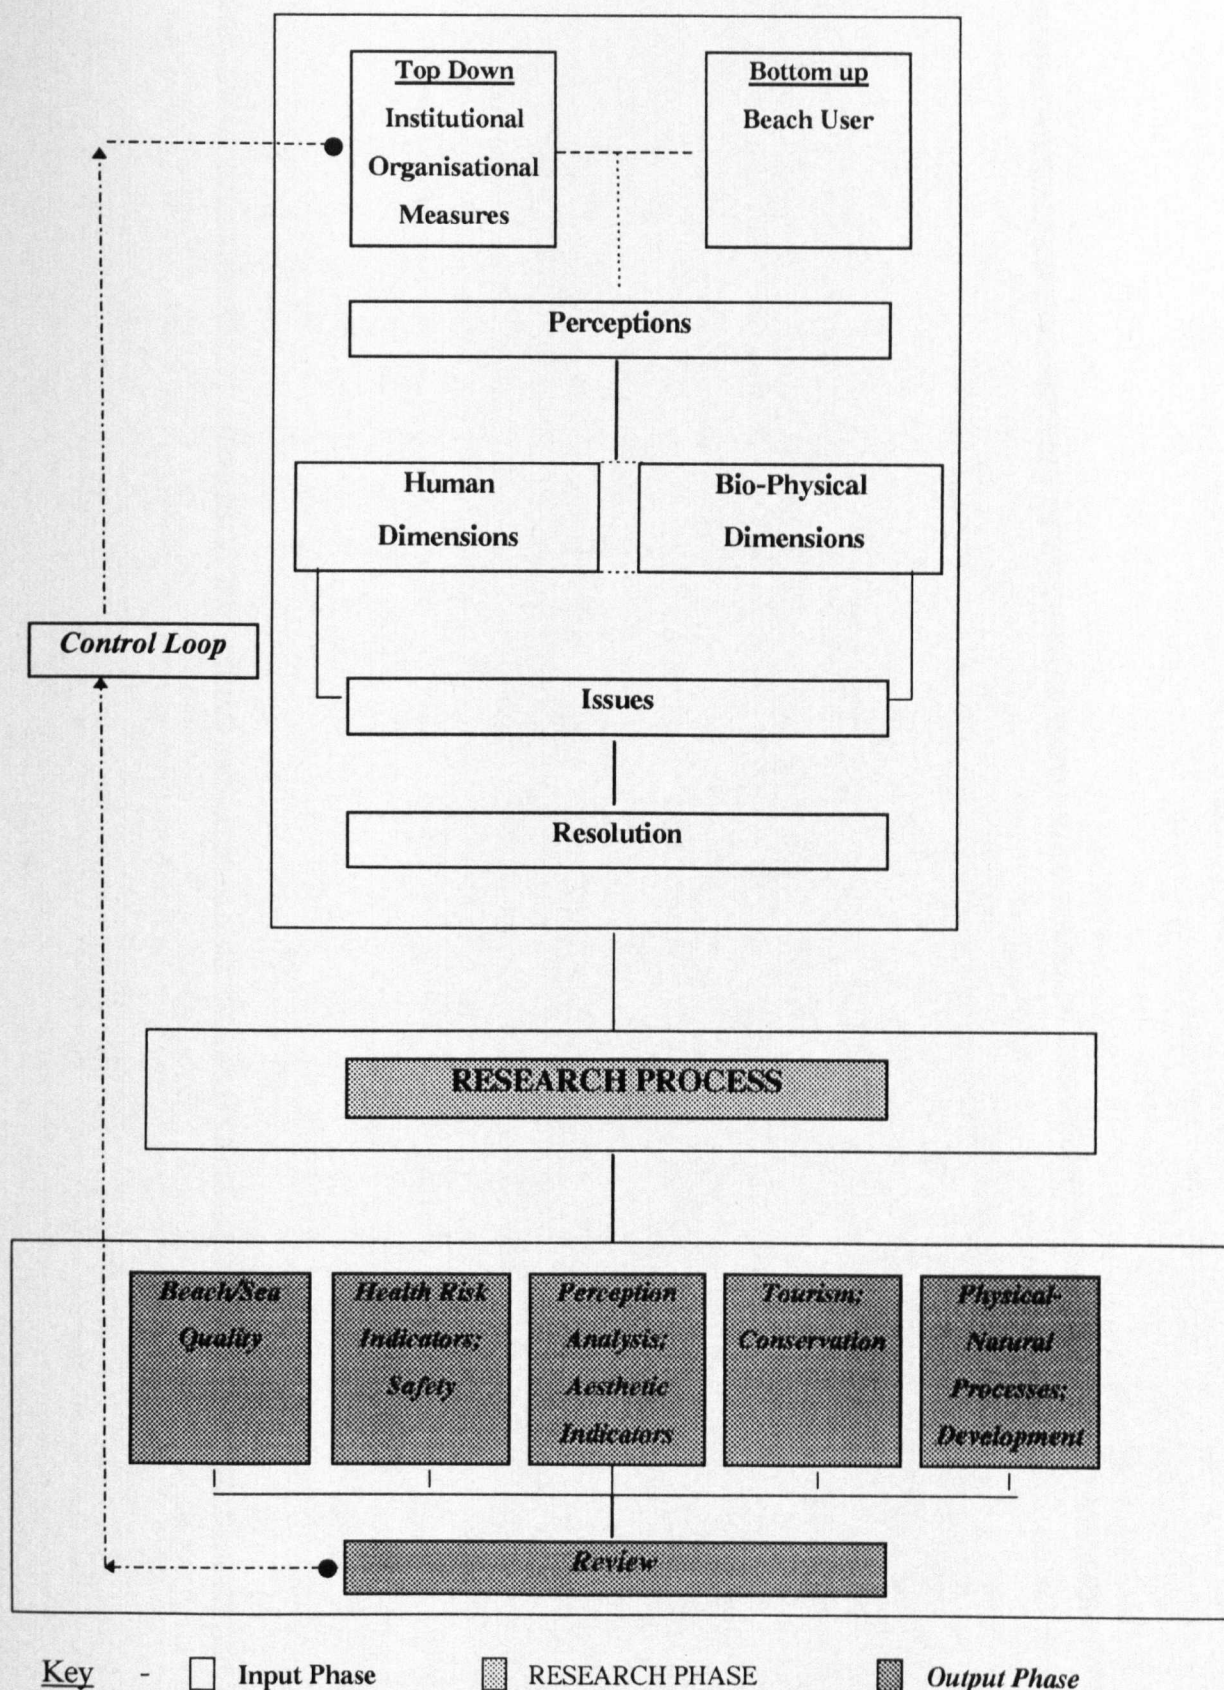 Top Down
Institutional
Organisational
Measures
Bottom up
Beach User
Perceptions
Human
Dimensions
Bio-Physical
Dimensions
Control Loop
Issues
Resolution
RESEARCH PROCESS
Beach/Sea
Quality
Health Risk
Indicators;
Safety
Perception
Analysis;
Aesthetic
Indicators
Tourism;
Conservation
Physical-
Natural
Processes;
Development
Review
Key - Input Phase RESEARCH PHASE Output Phase